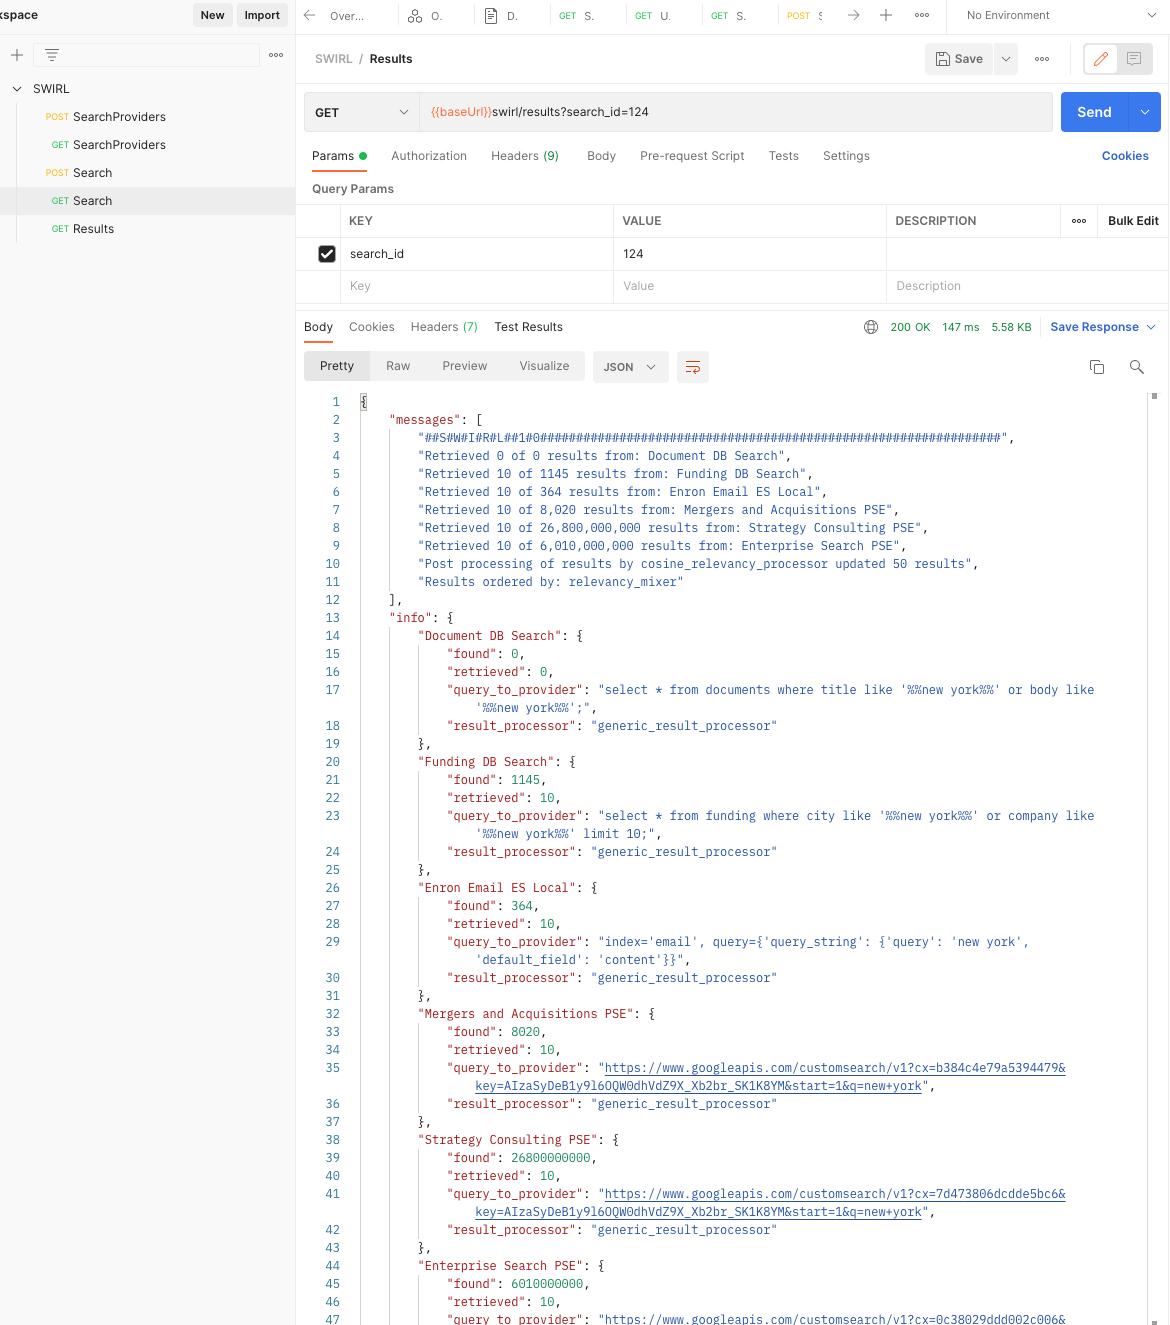 kspace
New
Import
Over...
O.
D.
GET S.
GET U.
GET S.
POST S
No Environment
SWIRL
POST SearchProviders
GET SearchProviders
POST Search
GET Search
GET Results
SWIRL / Results
Save
GET
{{baseUrl}}swirl/results?search_id=124
Send
Params
Authorization
Headers (9)
Body
Pre-request Script
Tests
Settings
Cookies
Query Params
KEY
VALUE
DESCRIPTION
Bulk Edit
search_id
124
Key
Value
Description
Body
Cookies
Headers (7)
Test Results
200 OK
147 ms
5.58 KB
Save Response
Pretty
Raw
Preview
Visualize
JSON
1 {
2 "messages": [
3 "##S#W#I#R#L##1#0################################################################",
4 "Retrieved 0 of 0 results from: Document DB Search",
5 "Retrieved 10 of 1145 results from: Funding DB Search",
6 "Retrieved 10 of 364 results from: Enron Email ES Local",
7 "Retrieved 10 of 8,020 results from: Mergers and Acquisitions PSE",
8 "Retrieved 10 of 26,800,000,000 results from: Strategy Consulting PSE",
9 "Retrieved 10 of 6,010,000,000 results from: Enterprise Search PSE",
10 "Post processing of results by cosine_relevancy_processor updated 50 results",
11 "Results ordered by: relevancy_mixer"
12 ],
13 "info": {
14 "Document DB Search": {
15 "found": 0,
16 "retrieved": 0,
17 "query_to_provider": "select * from documents where title like '%%new york%%' or body like
'%%new york%%';",
18 "result_processor": "generic_result_processor"
19 },
20 "Funding DB Search": {
21 "found": 1145,
22 "retrieved": 10,
23 "query_to_provider": "select * from funding where city like '%%new york%%' or company like
'%%new york%%' limit 10;",
24 "result_processor": "generic_result_processor"
25 },
26 "Enron Email ES Local": {
27 "found": 364,
28 "retrieved": 10,
29 "query_to_provider": "index='email', query={'query_string': {'query': 'new york',
'default_field': 'content'}}",
30 "result_processor": "generic_result_processor"
31 },
32 "Mergers and Acquisitions PSE": {
33 "found": 8020,
34 "retrieved": 10,
35 "query_to_provider": "https://www.googleapis.com/customsearch/v1?cx=b384c4e79a5394479&
key=AIzaSyDeB1y9l6OQW0dhVdZ9X_Xb2br_SK1K8YM&start=1&q=new+york",
36 "result_processor": "generic_result_processor"
37 },
38 "Strategy Consulting PSE": {
39 "found": 26800000000,
40 "retrieved": 10,
41 "query_to_provider": "https://www.googleapis.com/customsearch/v1?cx=7d473806dcdde5bc6&
key=AIzaSyDeB1y9l6OQW0dhVdZ9X_Xb2br_SK1K8YM&start=1&q=new+york",
42 "result_processor": "generic_result_processor"
43 },
44 "Enterprise Search PSE": {
45 "found": 6010000000,
46 "retrieved": 10,
47 "query_to_provider": "https://www.googleapis.com/customsearch/v1?cx=0c38029ddd002c006&